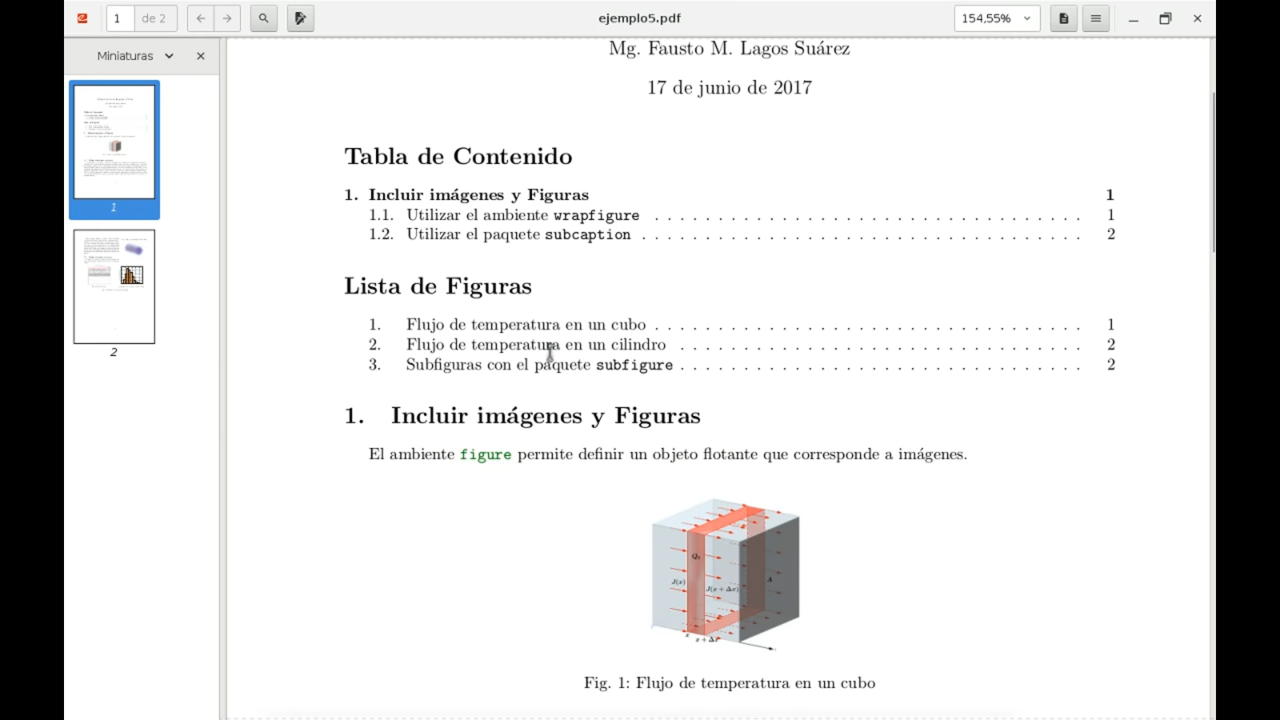 1 de 2
ejemplo5.pdf
154,55%
Miniaturas
1
2
Mg. Fausto M. Lagos Suárez
17 de junio de 2017
Tabla de Contenido
1. Incluir imágenes y Figuras 1
1.1. Utilizar el ambiente wrapfigure . . . . . . . . . . . . . . . . . . . . . . . . . . . . . . . . . . 1
1.2. Utilizar el paquete subcaption . . . . . . . . . . . . . . . . . . . . . . . . . . . . . . . . . . . 2
Lista de Figuras
1. Flujo de temperatura en un cubo . . . . . . . . . . . . . . . . . . . . . . . . . . . . . . . . . . 1
2. Flujo de temperatura en un cilindro . . . . . . . . . . . . . . . . . . . . . . . . . . . . . . . . 2
3. Subfiguras con el paquete subfigure . . . . . . . . . . . . . . . . . . . . . . . . . . . . . . . . 2
1. Incluir imágenes y Figuras
El ambiente figure permite definir un objeto flotante que corresponde a imágenes.
J(x)
J(x + Δx)
A
x
x + Δx
Fig. 1: Flujo de temperatura en un cubo